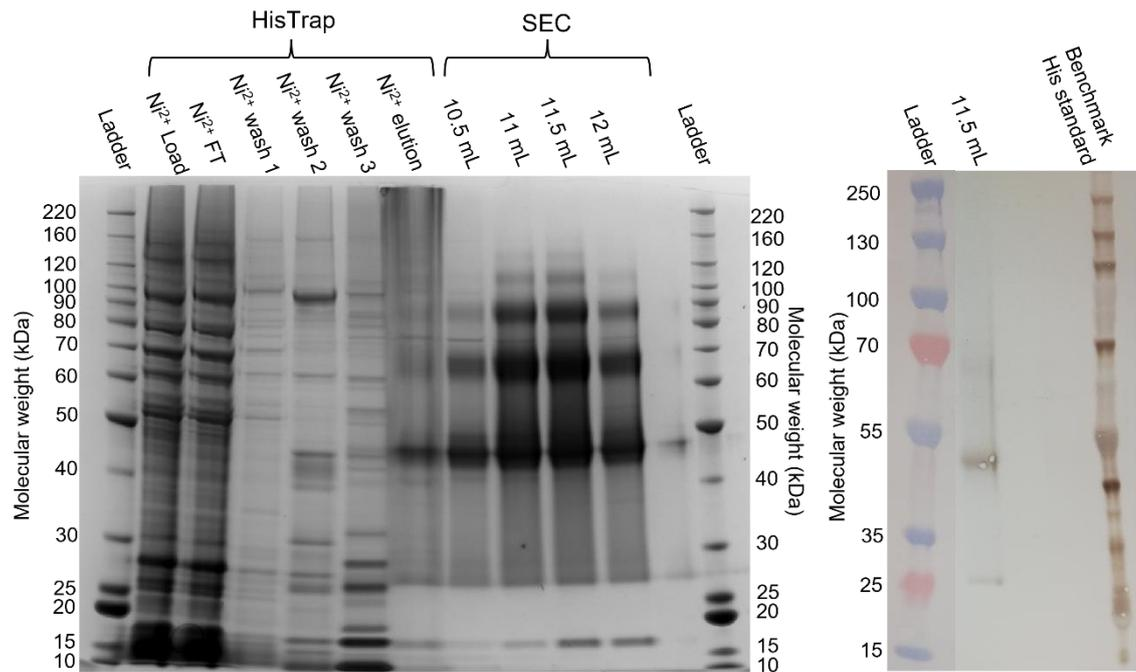 HisTrap
SEC
Ladder
Ni²⁺ Load
Ni²⁺ FT
Ni²⁺ wash 1
Ni²⁺ wash 2
Ni²⁺ wash 3
Ni²⁺ elution
10.5 mL
11 mL
11.5 mL
12 mL
Ladder
Molecular weight (kDa)
220
160
120
100
90
80
70
60
50
40
30
25
20
15
10
220
160
120
100
90
80
70
60
50
40
30
25
20
15
10
Molecular weight (kDa)
Ladder
11.5 mL
Benchmark
His standard
Molecular weight (kDa)
250
130
100
70
55
35
25
15